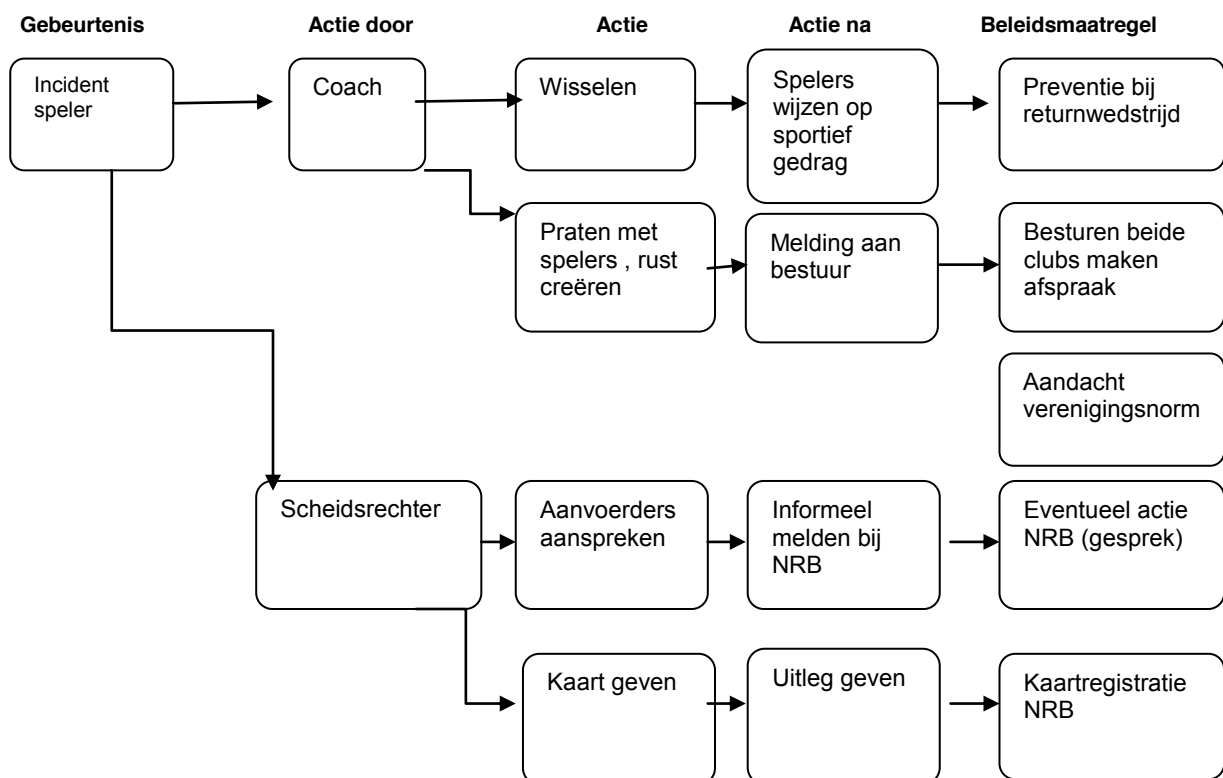 Gebeurtenis Actie door Actie Actie na Beleidsmaatregel
Incident
speler
Coach
Wisselen
Spelers
wijzen op
sportief
gedrag
Preventie bij
returnwedstrijd
Praten met
spelers , rust
creëren
Melding aan
bestuur
Besturen beide
clubs maken
afspraak
Aandacht
verenigingsnorm
Scheidsrechter
Aanvoerders
aanspreken
Informeel
melden bij
NRB
Eventueel actie
NRB (gesprek)
Kaart geven
Uitleg geven
Kaartregistratie
NRB